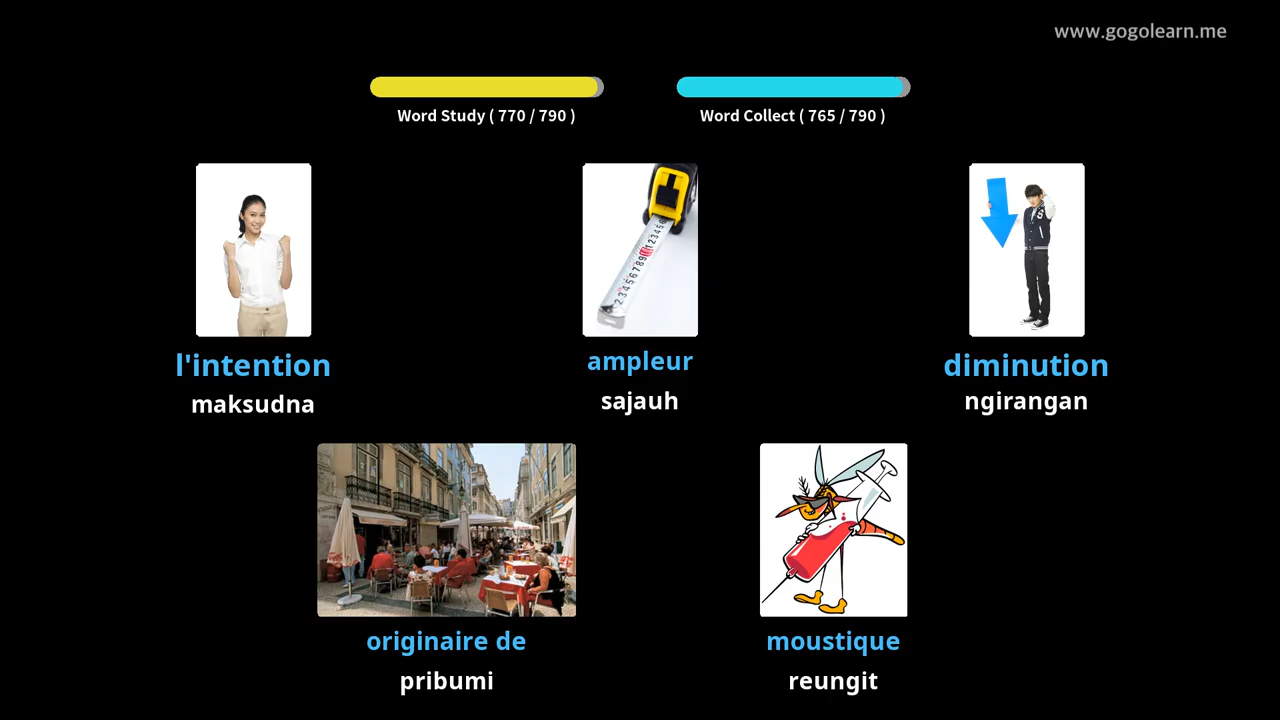 www.gogolearn.me
Word Study ( 770 / 790 )
Word Collect ( 765 / 790 )
l'intention
maksudna
ampleur
sajauh
diminution
ngirangan
originaire de
pribumi
moustique
reungit